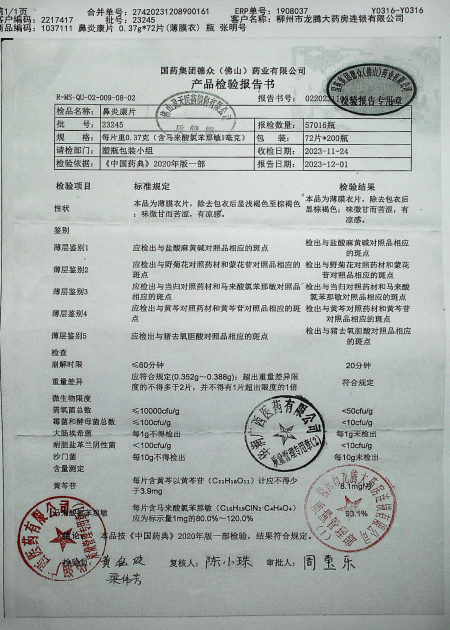 第1/1页 合并单号: 27420231208900161 ERP单号: 1908037 Y0316-Y0316
客户编码: 2217417 批号: 23245 客户名称: 柳州市龙腾大药房连锁有限公司
商品编码: 1037111 鼻炎康片 0.37g*72片(薄膜衣) 瓶 张明号
国药集团德众（佛山）药业有限公司
产品检验报告书
R-MS-QU-02-009-08-02 报告书号:
检验报告专用章
检品名称: 鼻炎康片
批 号: 23245 报检数量: 57016瓶
规 格: 每片重0.37克（含马来酸氯苯那敏1毫克） 包 装: 72片*200瓶
请检部门: 塑瓶包装小组 收检日期: 2023-11-24
检验依据: 《中国药典》2020年版一部 报告日期: 2023-12-01
检验项目 标准规定 检验结果
性状 本品为薄膜衣片，除去包衣后显浅褐色至棕褐色；味微甘而苦涩，有凉感。 本品为薄膜衣片，除去包衣后显棕褐色；味微甘而苦涩，有凉感。
鉴别
薄层鉴别1 应检出与盐酸麻黄碱对照品相应的斑点 检出与盐酸麻黄碱对照品相应的斑点
薄层鉴别2 应检出与野菊花对照药材和蒙花苷对照品相应的斑点 检出与野菊花对照药材和蒙花苷对照品相应的斑点
薄层鉴别3 应检出与当归对照药材和马来酸氯苯那敏对照品相应的斑点 检出与当归对照药材和马来酸氯苯那敏对照品相应的斑点
薄层鉴别4 应检出与黄芩对照药材和黄芩苷对照品相应的斑点 检出与黄芩对照药材和黄芩苷对照品相应的斑点
薄层鉴别5 应检出与猪去氧胆酸对照品相应的斑点 检出与猪去氧胆酸对照品相应的斑点
检查
崩解时限 ≤60分钟 20分钟
重量差异 应符合规定(0.352g～0.388g)；超出重量差异限度的不得多于2片，并不得有1片超出限度的1倍 符合规定
微生物限度
需氧菌总数 ≤10000cfu/g <50cfu/g
霉菌和酵母菌总数 ≤100cfu/g <10cfu/g
大肠埃希菌 每1g不得检出 每1g未检出
耐胆盐革兰阴性菌 <100cfu/g <10cfu/g
沙门菌 每10g不得检出 每10g未检出
含量测定
黄芩苷 每片含黄芩以黄芩苷（C₂₁H₁₈O₁₁）计应不得少于3.9mg 8.1mg/片
马来酸氯苯那敏 每片含马来酸氯苯那敏（C₁₆H₁₉ClN₂·C₄H₄O₄）应为标示量1mg的80.0%～120.0% 93.1%
结论: 本品按《中国药典》2020年版一部检验，结果符合规定。
复核人: 陈小珠 审批人: